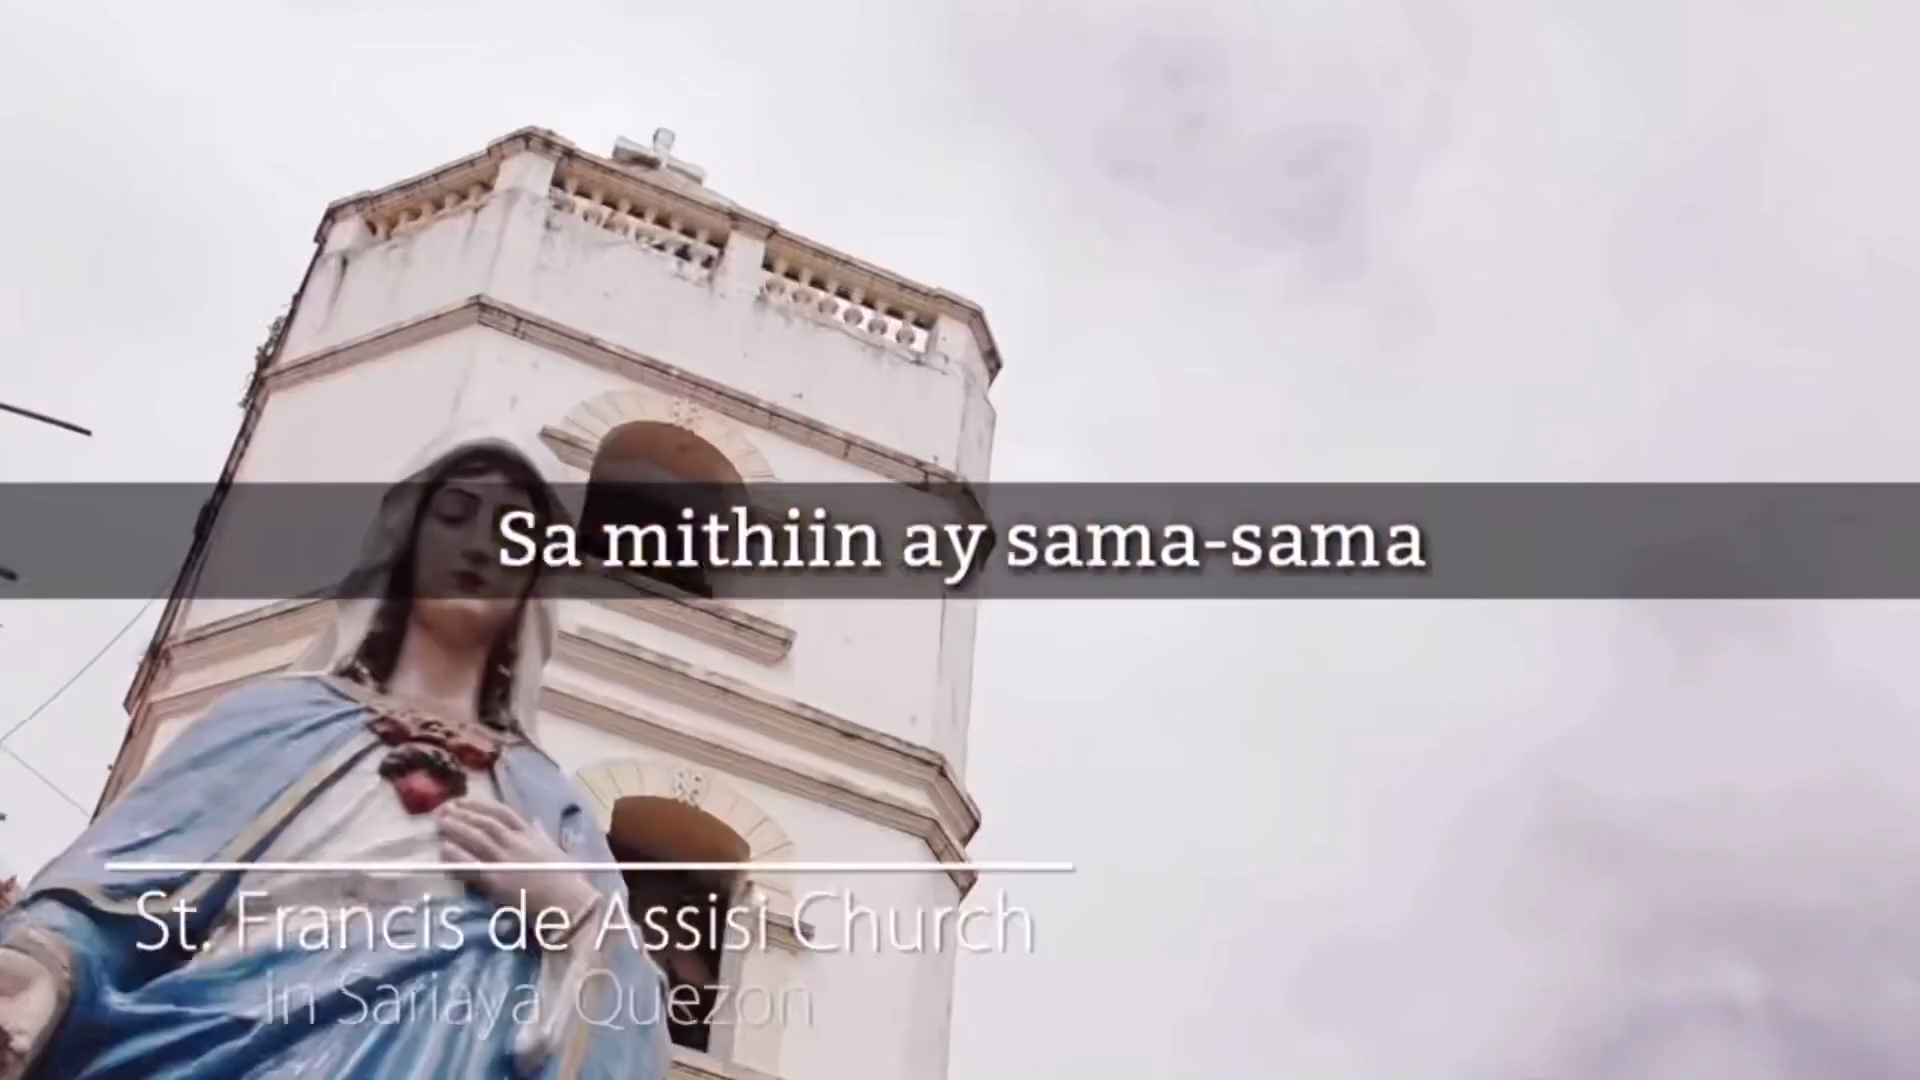 Sa mithiin ay sama-sama
St. Francis de Assisi Church
in Sariaya, Quezon